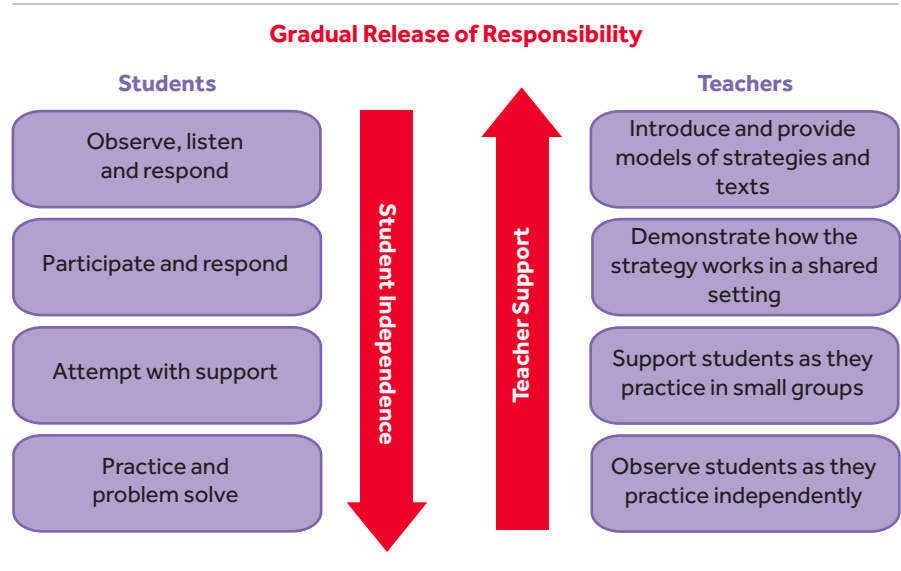 Gradual Release of Responsibility
Students
Observe, listen
and respond
Participate and respond
Attempt with support
Practice and
problem solve
Student Independence
Teacher Support
Teachers
Introduce and provide
models of strategies and
texts
Demonstrate how the
strategy works in a shared
setting
Support students as they
practice in small groups
Observe students as they
practice independently